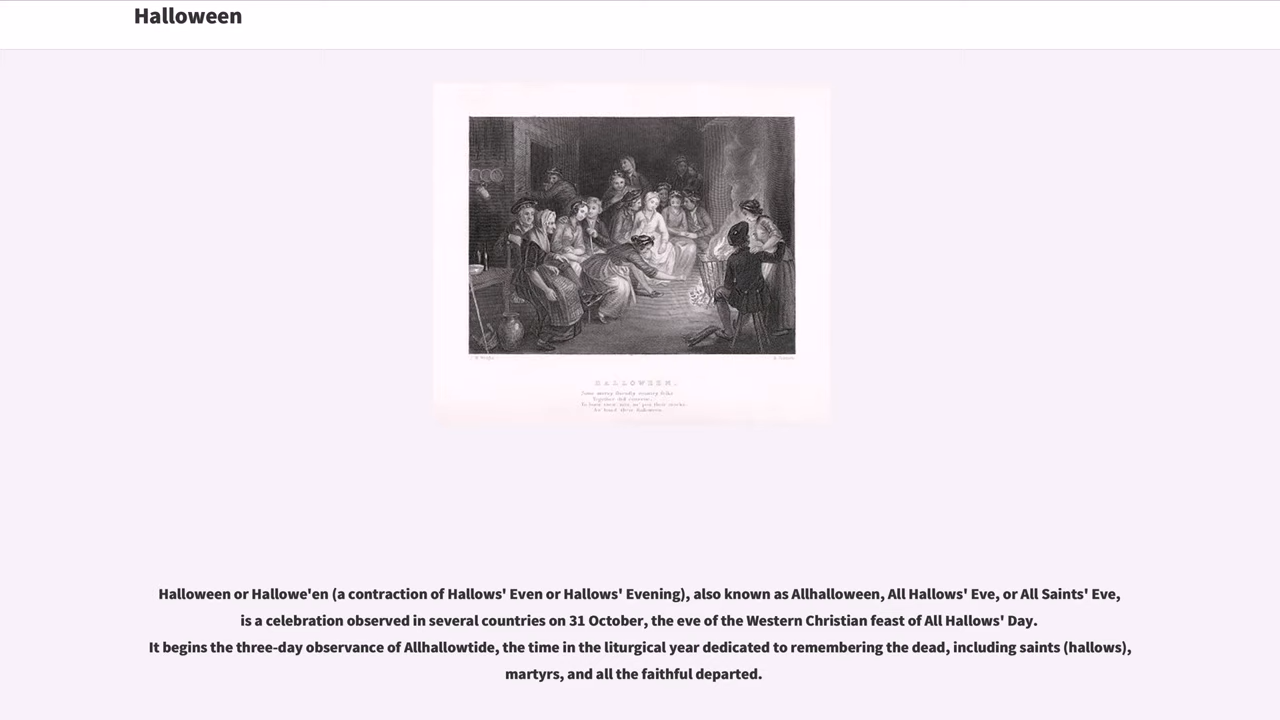 Halloween
HALLOWEEN.
Halloween or Hallowe'en (a contraction of Hallows' Even or Hallows' Evening), also known as Allhalloween, All Hallows' Eve, or All Saints' Eve,
is a celebration observed in several countries on 31 October, the eve of the Western Christian feast of All Hallows' Day.
It begins the three-day observance of Allhallowtide, the time in the liturgical year dedicated to remembering the dead, including saints (hallows),
martyrs, and all the faithful departed.